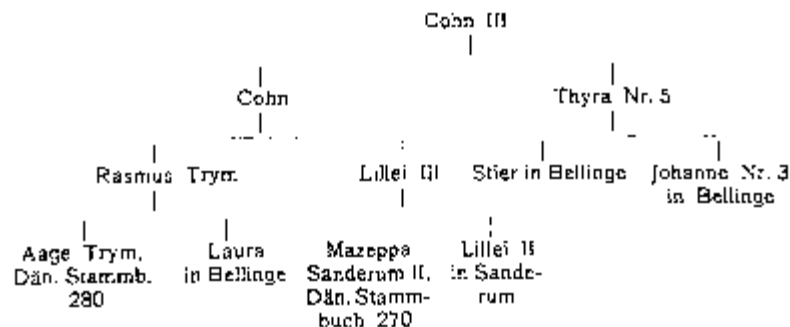 Cohn III
Cohn
Thyra Nr. 5
Rasmus Trym
Lillei III
Stier in Bellinge
Johanne Nr. 3
in Bellinge
Aage Trym,
Dän. Stammb.
280
Laura
in Bellinge
Mazeppa
Sanderum II,
Dän. Stamm-
buch 270
Lillei II
in Sande-
rum